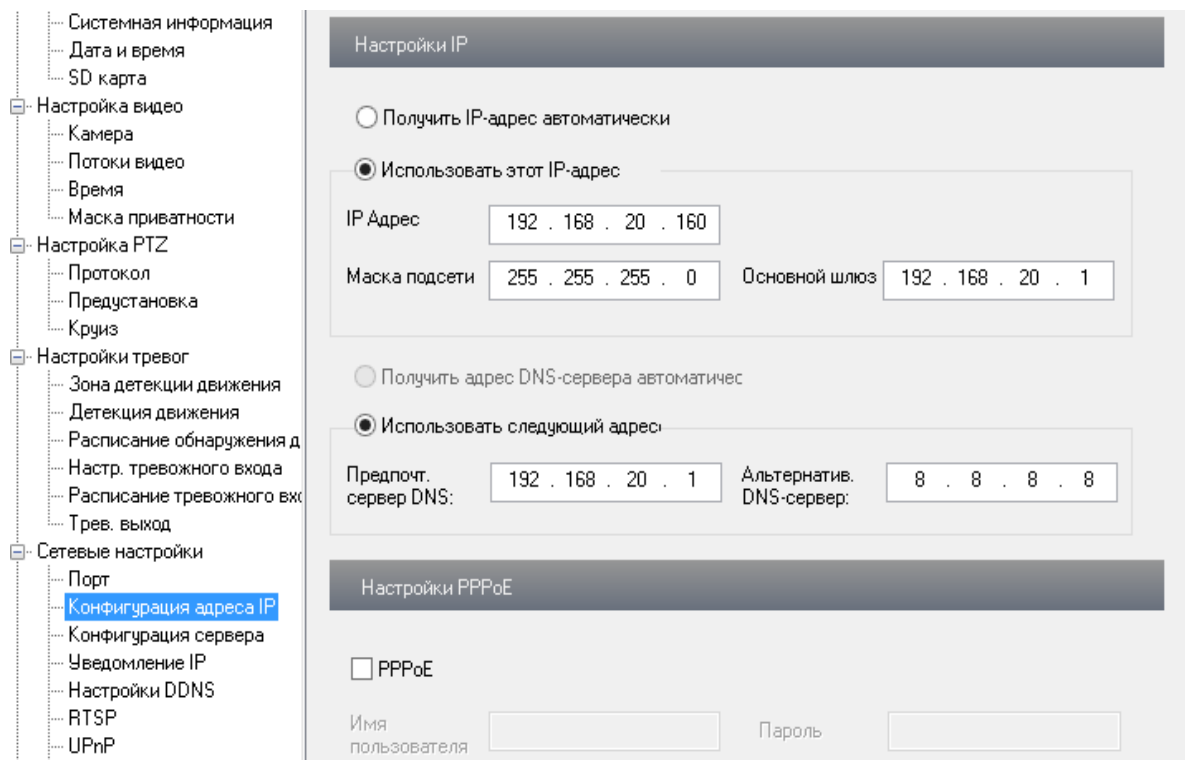 Системная информация
Дата и время
SD карта
Настройка видео
Камера
Потоки видео
Время
Маска приватности
Настройка PTZ
Протокол
Предустановка
Круиз
Настройки тревог
Зона детекции движения
Детекция движения
Расписание обнаружения д
Настр. тревожного входа
Расписание тревожного вхо
Трев. выход
Сетевые настройки
Порт
Конфигурация адреса IP
Конфигурация сервера
Уведомление IP
Настройки DDNS
RTSP
UPnP
Настройки IP
Получить IP-адрес автоматически
Использовать этот IP-адрес
IP Адрес 192 . 168 . 20 . 160
Маска подсети 255 . 255 . 255 . 0 Основной шлюз 192 . 168 . 20 . 1
Получить адрес DNS-сервера автоматичес
Использовать следующий адрес
Предпочт.
сервер DNS: 192 . 168 . 20 . 1
Альтернатив.
DNS-сервер: 8 . 8 . 8 . 8
Настройки PPPoE
PPPoE
Имя
пользователя
Пароль